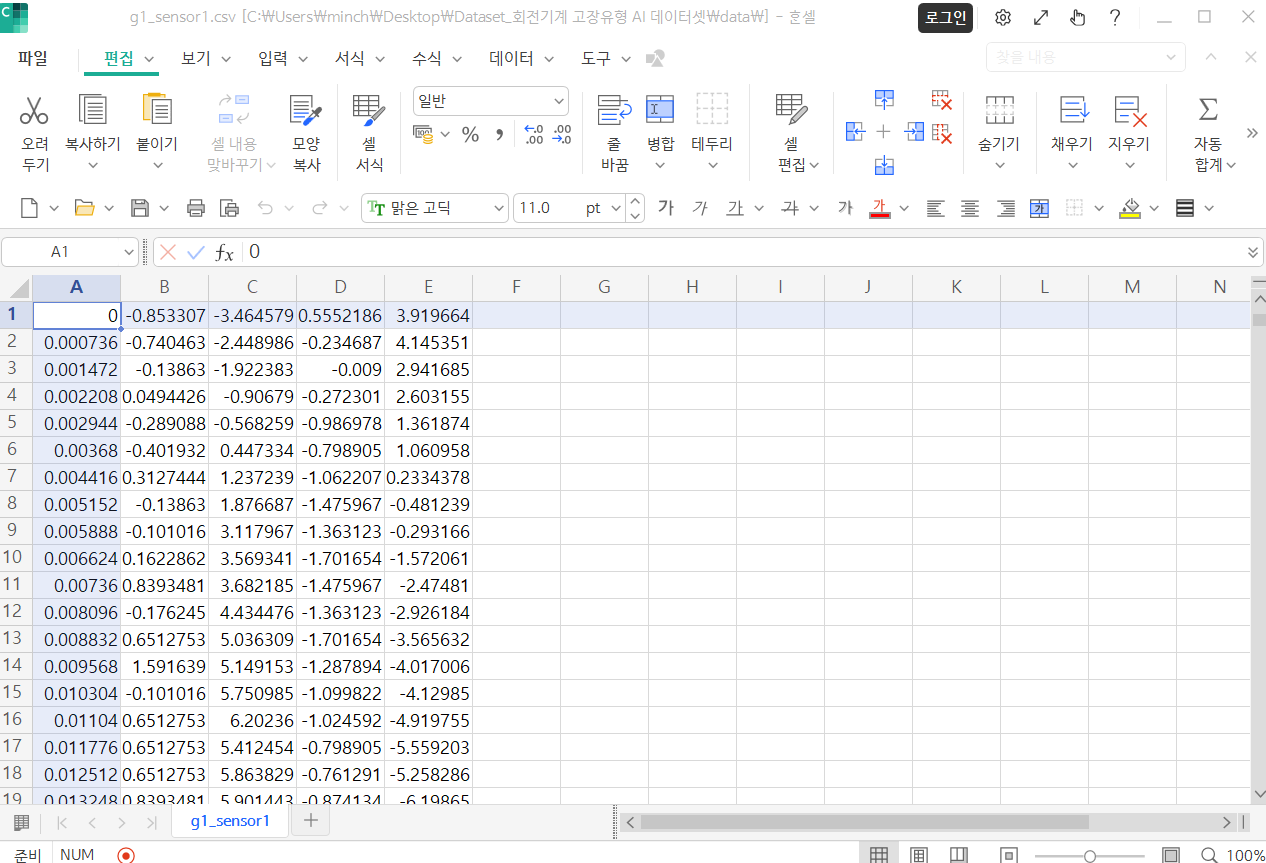 g1_sensor1.csv [C:₩Users₩minch₩Desktop₩Dataset_회전기계 고장유형 AI 데이터셋₩data₩] - 훈셀 로그인 ?
파일 편집 보기 입력 서식 수식 데이터 도구 찾을 내용
오려 두기 복사하기 붙이기 셀 내용 맞바꾸기 모양 복사 셀 서식 일반 % , .00 .00 줄 바꿈 병합 테두리 셀 편집 숨기기 채우기 지우기 Σ 자동 합계 »
맑은 고딕 11.0 pt 가 가 가 가 가 가 가
A1 fx 0
A B C D E F G H I J K L M N
1 0 -0.853307 -3.464579 0.5552186 3.919664
2 0.000736 -0.740463 -2.448986 -0.234687 4.145351
3 0.001472 -0.13863 -1.922383 -0.009 2.941685
4 0.002208 0.0494426 -0.90679 -0.272301 2.603155
5 0.002944 -0.289088 -0.568259 -0.986978 1.361874
6 0.00368 -0.401932 0.447334 -0.798905 1.060958
7 0.004416 0.3127444 1.237239 -1.062207 0.2334378
8 0.005152 -0.13863 1.876687 -1.475967 -0.481239
9 0.005888 -0.101016 3.117967 -1.363123 -0.293166
10 0.006624 0.1622862 3.569341 -1.701654 -1.572061
11 0.00736 0.8393481 3.682185 -1.475967 -2.47481
12 0.008096 -0.176245 4.434476 -1.363123 -2.926184
13 0.008832 0.6512753 5.036309 -1.701654 -3.565632
14 0.009568 1.591639 5.149153 -1.287894 -4.017006
15 0.010304 -0.101016 5.750985 -1.099822 -4.12985
16 0.01104 0.6512753 6.20236 -1.024592 -4.919755
17 0.011776 0.6512753 5.412454 -0.798905 -5.559203
18 0.012512 0.6512753 5.863829 -0.761291 -5.258286
19 0.013248 0.8393481 5.901443 -0.874134 -6.19865
g1_sensor1 +
준비 NUM 100%